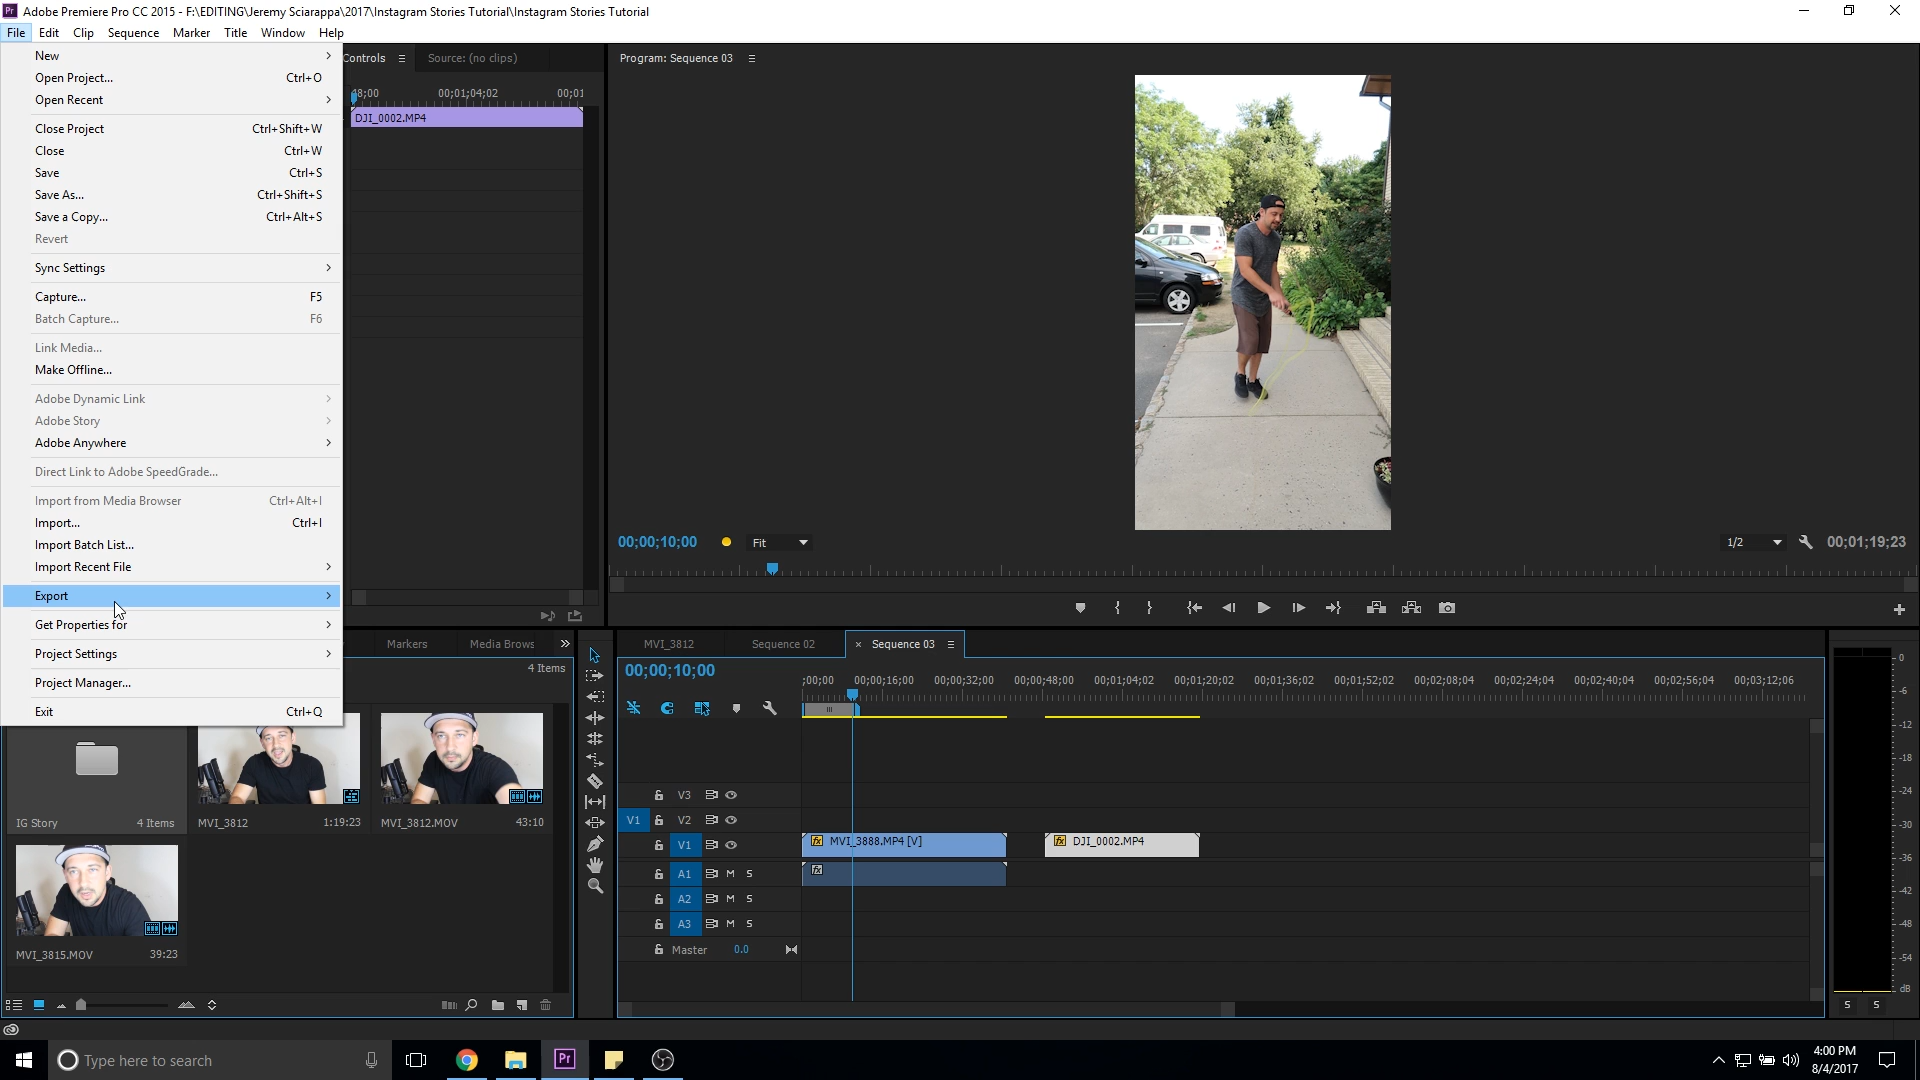 Adobe Premiere Pro CC 2015 - F:\EDITING\Jeremy Sciarappa\2017\Instagram Stories Tutorial\Instagram Stories Tutorial
File Edit Clip Sequence Marker Title Window Help
New
Open Project... Ctrl+O
Open Recent
Close Project Ctrl+Shift+W
Close Ctrl+W
Save Ctrl+S
Save As... Ctrl+Shift+S
Save a Copy... Ctrl+Alt+S
Revert
Sync Settings
Capture... F5
Batch Capture... F6
Link Media...
Make Offline...
Adobe Dynamic Link
Adobe Story
Adobe Anywhere
Direct Link to Adobe SpeedGrade...
Import from Media Browser Ctrl+Alt+I
Import... Ctrl+I
Import Batch List...
Import Recent File
Export
Get Properties for
Project Settings
Project Manager...
Exit Ctrl+Q
Controls Source: (no clips)
48;00 00;01;04;02 00;01
DJI_0002.MP4
Program: Sequence 03
00;00;10;00 Fit 1/2 00;01;19;23
Markers Media Brows
4 Items
IG Story 4 Items
MVI_3812 1:19:23
MVI_3812.MOV 43:10
MVI_3815.MOV 39:23
MVI_3812 Sequence 02 × Sequence 03
00;00;10;00
;00;00 00;00;16;00 00;00;32;00 00;00;48;00 00;01;04;02 00;01;20;02 00;01;36;02 00;01;52;02 00;02;08;04 00;02;24;04 00;02;40;04 00;02;56;04 00;03;12;06
V3
V1 V2
V1 fx MVI_3888.MP4 [V] fx DJI_0002.MP4
A1 M S fx
A2 M S
A3 M S
Master 0.0
0
-6
-12
-18
-24
-30
-36
-42
-48
-54
dB
S S
Type here to search
Pr
4:00 PM
8/4/2017